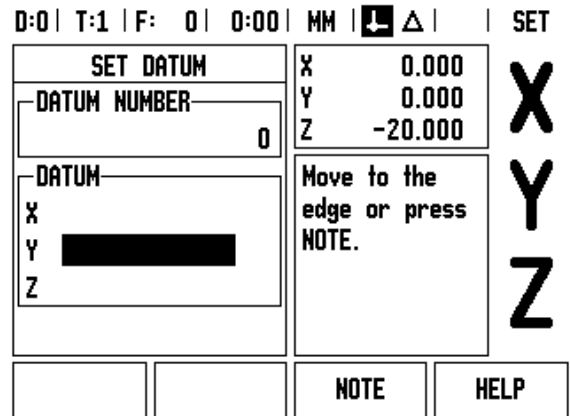 D:0 | T:1 | F: 0 | 0:00 | MM | Δ | | SET
SET DATUM
DATUM NUMBER
0
DATUM
X
Y
Z
X 0.000
Y 0.000
Z -20.000
Move to the
edge or press
NOTE.
X
Y
Z
NOTE
HELP